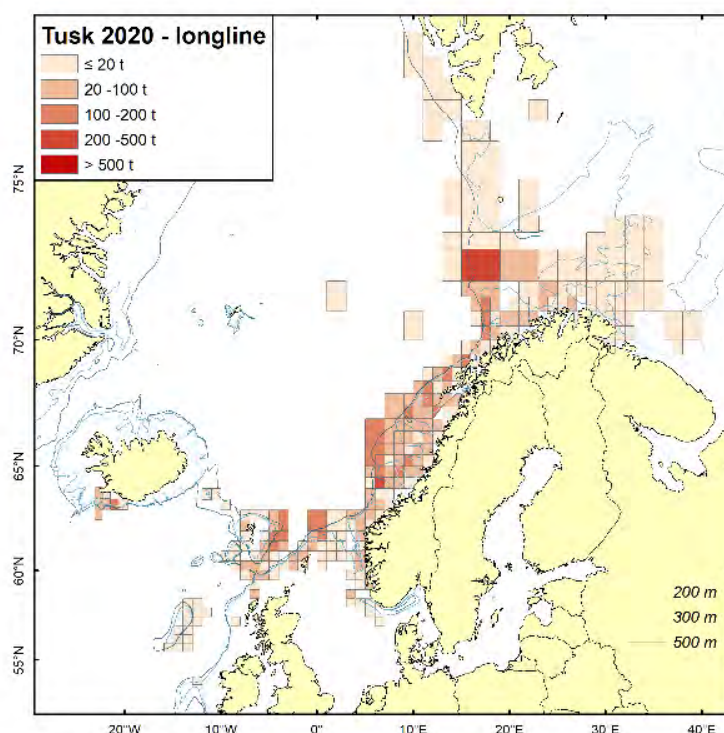 Tusk 2020 - longline
≤ 20 t
20 -100 t
100 -200 t
200 -500 t
> 500 t
75°N
70°N
65°N
60°N
55°N
200 m
300 m
500 m
20°W
10°W
0°
10°E
20°E
30 °E
40°E